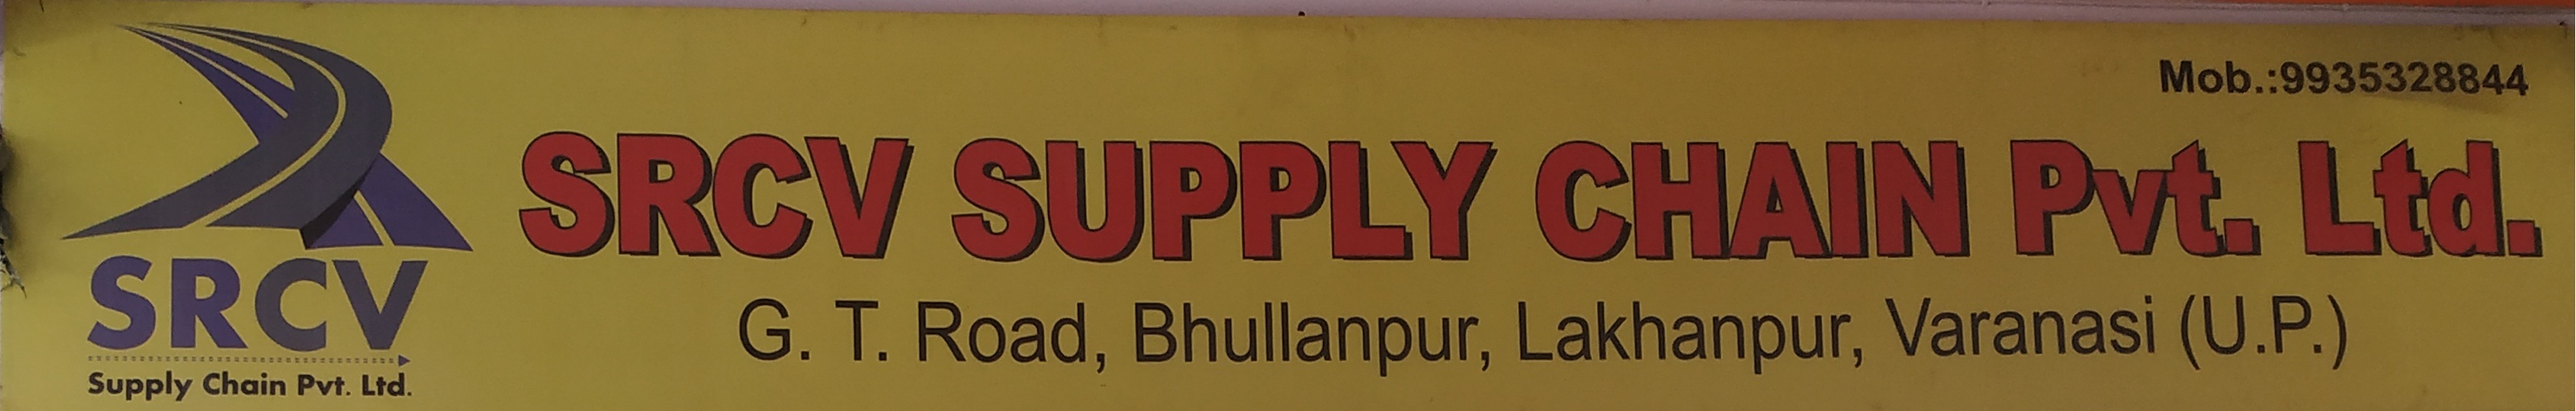 SRCV
Supply Chain Pvt. Ltd.
Mob.:9935328844
SRCV SUPPLY CHAIN Pvt. Ltd.
G. T. Road, Bhullanpur, Lakhanpur, Varanasi (U.P.)